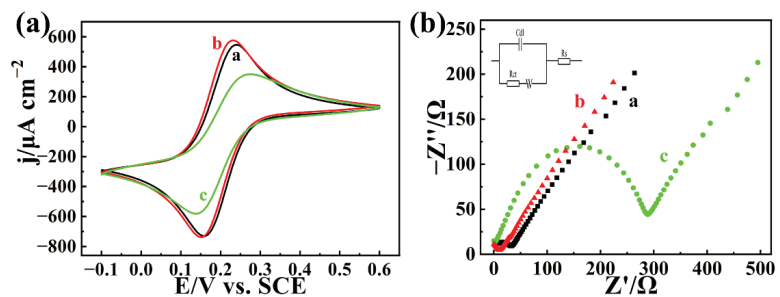 (a)
600
400
200
0
−200
−400
−600
−800
j/μA cm−2
b
a
c
−0.1 0.0 0.1 0.2 0.3 0.4 0.5 0.6
E/V vs. SCE
(b)
250
200
150
100
50
0
−Z''/Ω
Cdl
Rs
Rct W
b
a
c
0 100 200 300 400 500
Z'/Ω